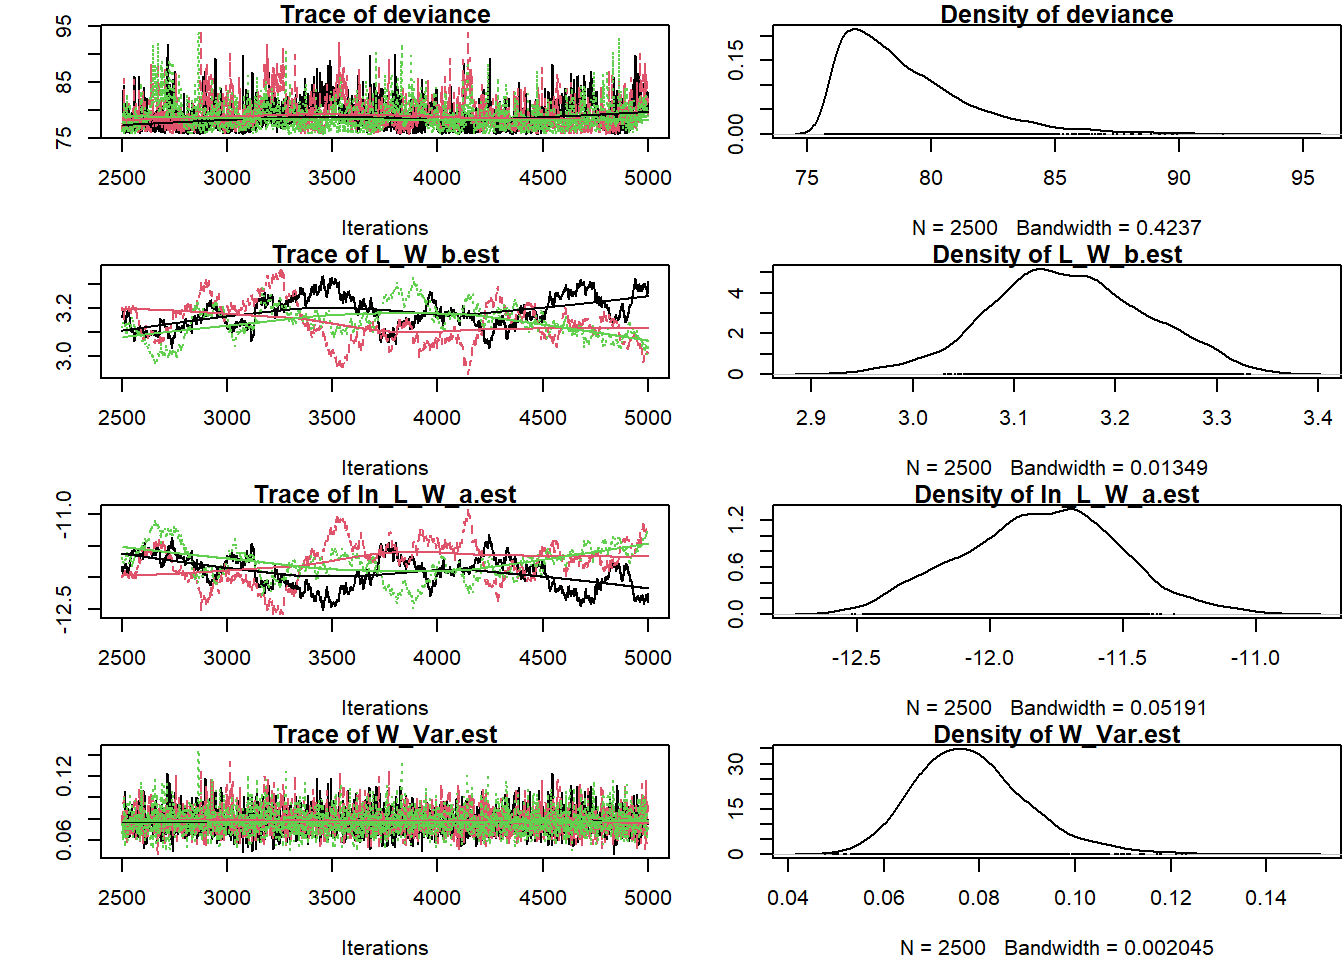 Trace of deviance
95
85
75
2500 3000 3500 4000 4500 5000
Iterations
Density of deviance
0.15
0.00
75 80 85 90 95
N = 2500 Bandwidth = 0.4237
Trace of L_W_b.est
3.2
3.0
2500 3000 3500 4000 4500 5000
Iterations
Density of L_W_b.est
4
2
0
2.9 3.0 3.1 3.2 3.3 3.4
N = 2500 Bandwidth = 0.01349
Trace of ln_L_W_a.est
-11.0
-12.5
2500 3000 3500 4000 4500 5000
Iterations
Density of ln_L_W_a.est
1.2
0.6
0.0
-12.5 -12.0 -11.5 -11.0
N = 2500 Bandwidth = 0.05191
Trace of W_Var.est
0.12
0.06
2500 3000 3500 4000 4500 5000
Iterations
Density of W_Var.est
30
15
0
0.04 0.06 0.08 0.10 0.12 0.14
N = 2500 Bandwidth = 0.002045